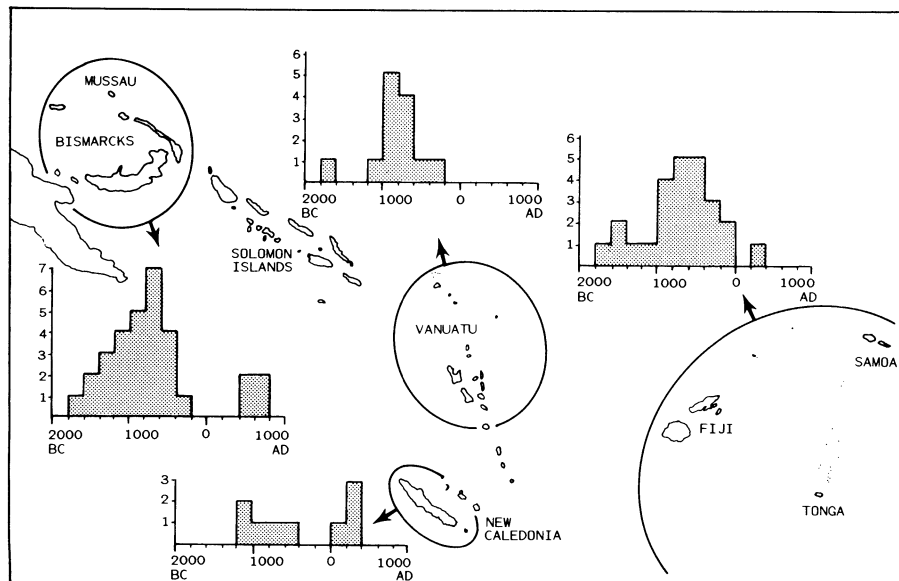 MUSSAU
BISMARCKS
SOLOMON
ISLANDS
VANUATU
NEW
CALEDONIA
SAMOA
FIJI
TONGA
6
5
4
3
2
1
2000 1000 0 1000
BC AD
6
5
4
3
2
1
2000 1000 0 1000
BC AD
7
6
5
4
3
2
1
2000 1000 0 1000
BC AD
3
2
1
2000 1000 0 1000
BC AD